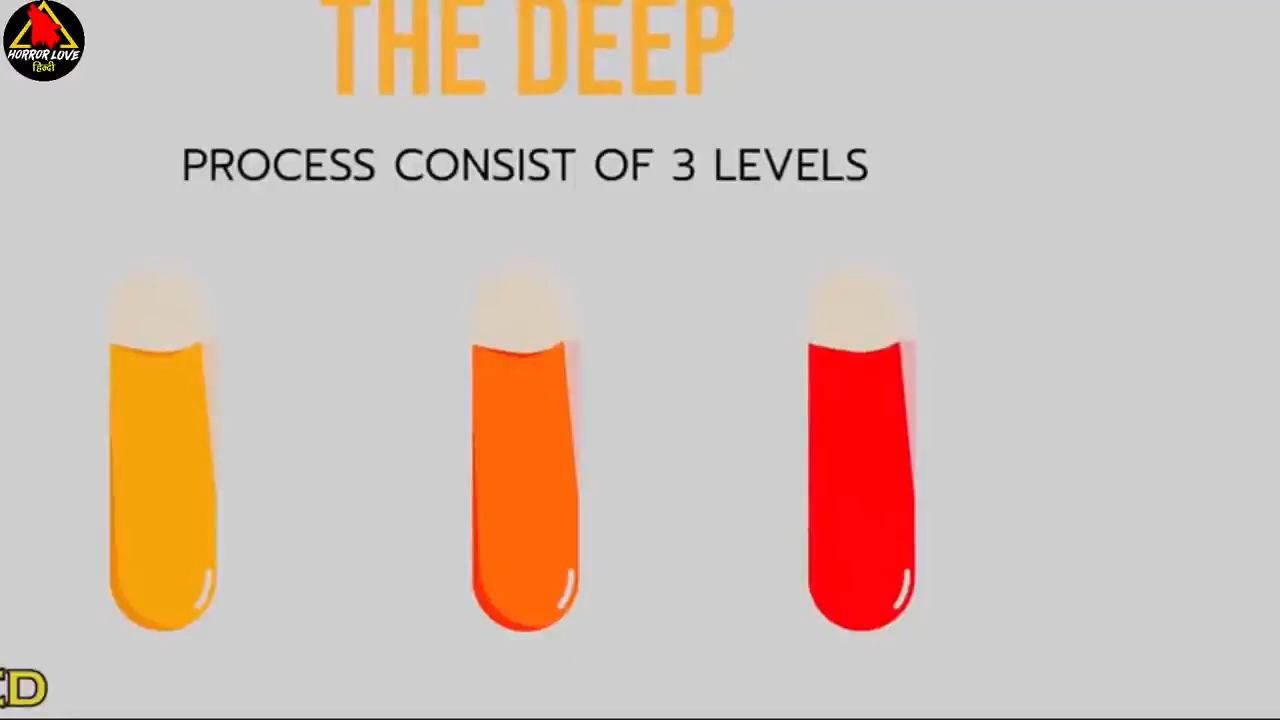 HORROR LOVE
हिन्दी
THE DEEP
PROCESS CONSIST OF 3 LEVELS